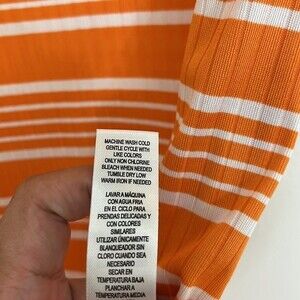 MACHINE WASH COLD
GENTLE CYCLE WITH
LIKE COLORS
ONLY NON CHLORINE
BLEACH WHEN NEEDED
TUMBLE DRY LOW
WARM IRON IF NEEDED
LAVAR A MÁQUINA
CON AGUA FRIA
EN EL CICLO PARA
PRENDAS DELICADAS Y
CON COLORES
SIMILARES
UTILIZAR ÚNICAMENTE
BLANQUEADOR SIN
CLORO CUANDO SEA
NECESARIO
SECAR EN
TEMPERATURA BAJA
PLANCHAR A
TEMPERATURA MEDIA